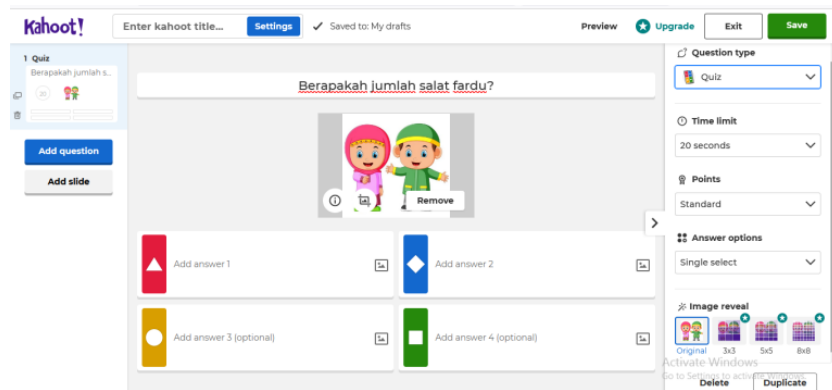 Kahoot!
Enter kahoot title...
Settings
Saved to: My drafts
Preview
Upgrade
Exit
Save
1 Quiz
Berapakah jumlah s...
20
Add question
Add slide
Berapakah jumlah salat fardu?
Remove
Add answer 1
Add answer 2
Add answer 3 (optional)
Add answer 4 (optional)
Question type
Quiz
Time limit
20 seconds
Points
Standard
Answer options
Single select
Image reveal
Original 3x3 5x5 8x8
Activate Windows
Go to Settings to activate Windows.
Delete
Duplicate